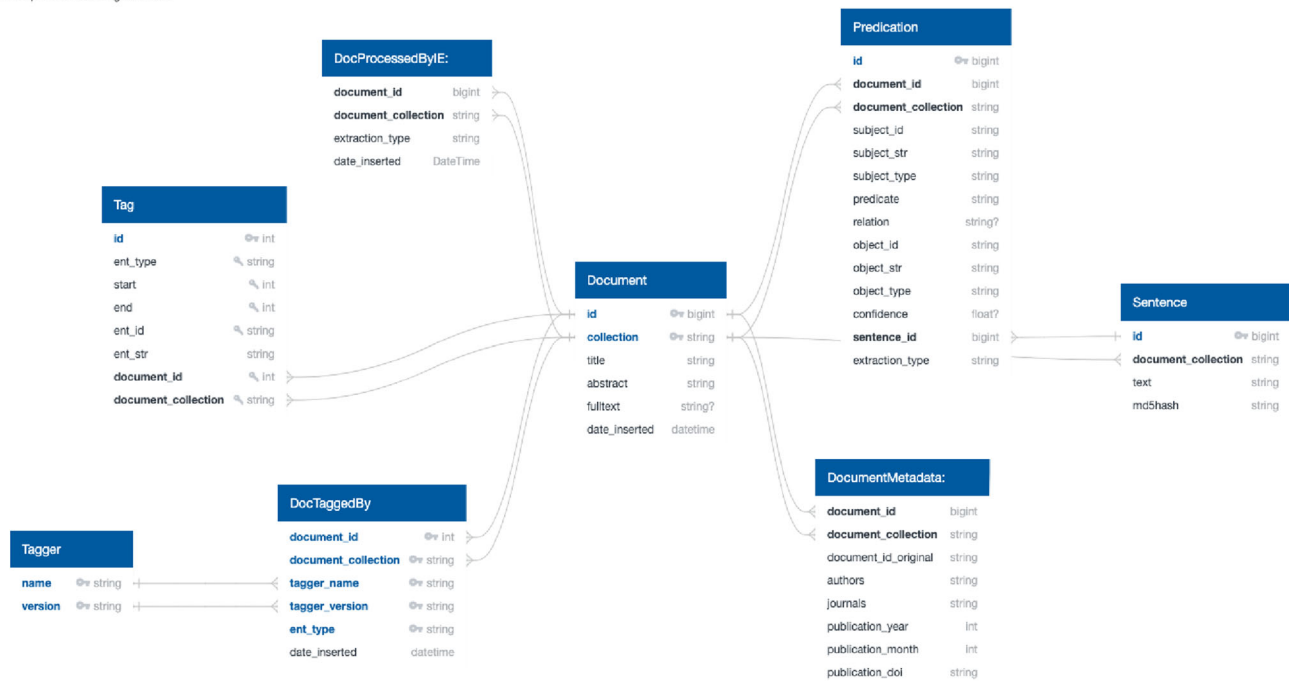 Predication
id bigint
document_id bigint
document_collection string
subject_id string
subject_str string
subject_type string
predicate string
relation string?
object_id string
object_str string
object_type string
confidence float?
sentence_id bigint
extraction_type string
DocProcessedByIE:
document_id bigint
document_collection string
extraction_type string
date_inserted DateTime
Tag
id int
ent_type string
start int
end int
ent_id string
ent_str string
document_id int
document_collection string
Document
id bigint
collection string
title string
abstract string
fulltext string?
date_inserted datetime
Sentence
id bigint
document_collection string
text string
md5hash string
DocumentMetadata:
document_id bigint
document_collection string
document_id_original string
authors string
journals string
publication_year int
publication_month int
publication_doi string
DocTaggedBy
document_id int
document_collection string
tagger_name string
tagger_version string
ent_type string
date_inserted datetime
Tagger
name string
version string